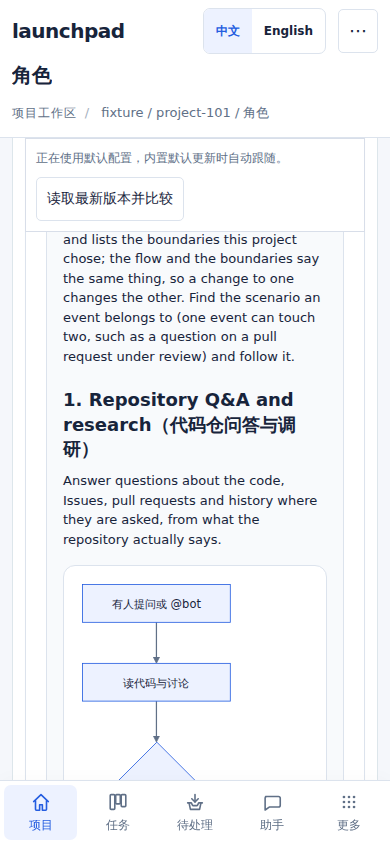 launchpad
中文
English
角色
项目工作区 / fixture / project-101 / 角色
正在使用默认配置，内置默认更新时自动跟随。
读取最新版本并比较
and lists the boundaries this project
chose; the flow and the boundaries say
the same thing, so a change to one
changes the other. Find the scenario an
event belongs to (one event can touch
two, such as a question on a pull
request under review) and follow it.
1. Repository Q&A and
research（代码仓问答与调
研）
Answer questions about the code,
Issues, pull requests and history where
they are asked, from what the
repository actually says.
有人提问或 @bot
读代码与讨论
项目
任务
待处理
助手
更多